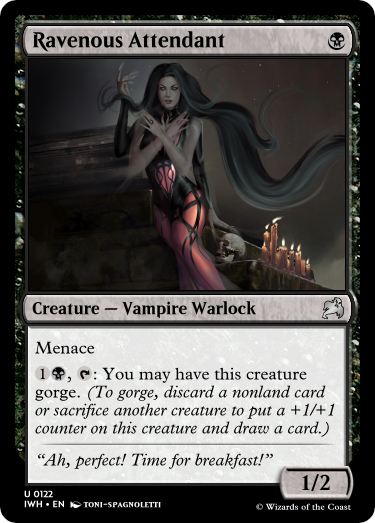 Ravenous Attendant
Creature — Vampire Warlock
Menace
1, : You may have this creature
gorge. (To gorge, discard a nonland card
or sacrifice another creature to put a +1/+1
counter on this creature and draw a card.)
“Ah, perfect! Time for breakfast!”
1/2
U 0122
IWH • EN TONI-SPAGNOLETTI
© Wizards of the Coast